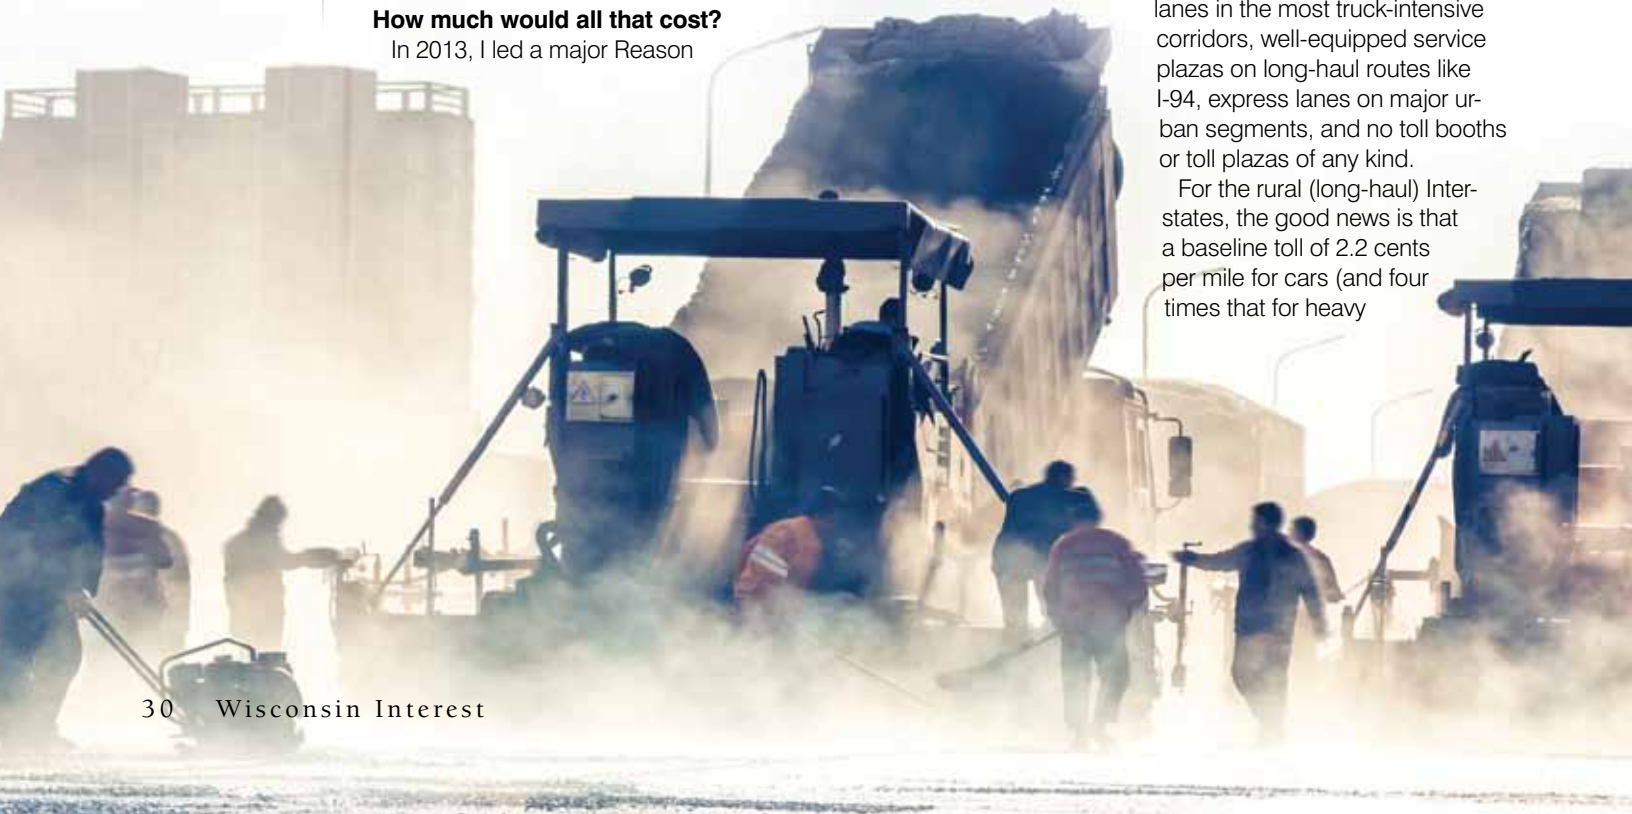 How much would all that cost?
In 2013, I led a major Reason
lanes in the most truck-intensive
corridors, well-equipped service
plazas on long-haul routes like
I-94, express lanes on major ur-
ban segments, and no toll booths
or toll plazas of any kind.
For the rural (long-haul) Inter-
states, the good news is that
a baseline toll of 2.2 cents
per mile for cars (and four
times that for heavy
30 Wisconsin Interest